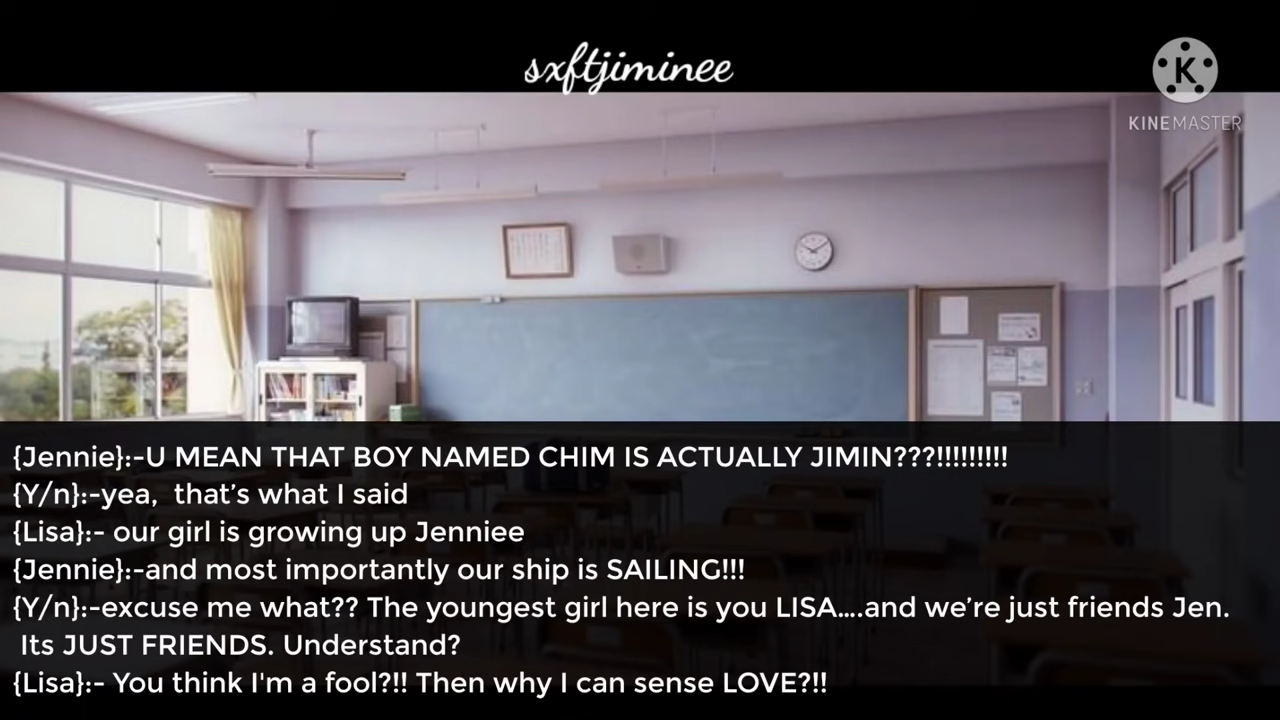 sxftjiminee
K
KINEMASTER
{Jennie}:-U MEAN THAT BOY NAMED CHIM IS ACTUALLY JIMIN???!!!!!!!!!
{Y/n}:-yea, that’s what I said
{Lisa}:- our girl is growing up Jenniee
{Jennie}:-and most importantly our ship is SAILING!!!
{Y/n}:-excuse me what?? The youngest girl here is you LISA....and we’re just friends Jen.
Its JUST FRIENDS. Understand?
{Lisa}:- You think I'm a fool?!! Then why I can sense LOVE?!!